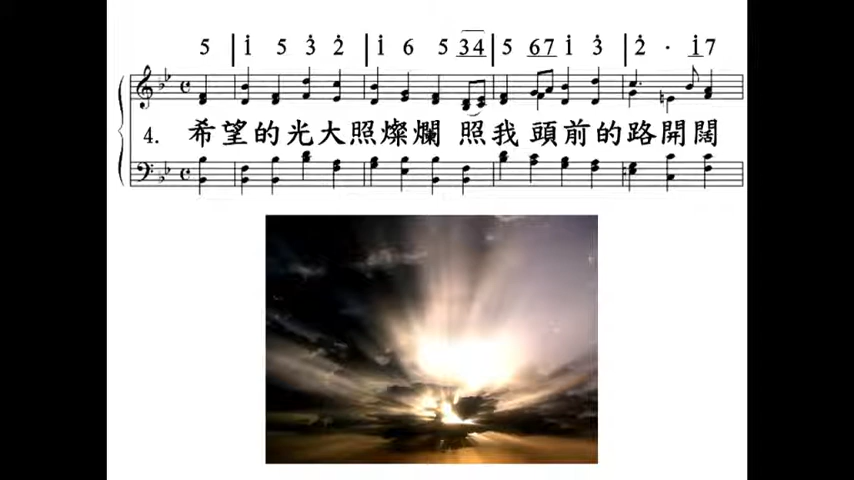 5 | 1̇ 5 3̇ 2̇ | 1̇ 6 5 34 | 5 67 1̇ 3̇ | 2̇ · 1̇7
4. 希望的光大照燦爛 照我 頭前的路開闊